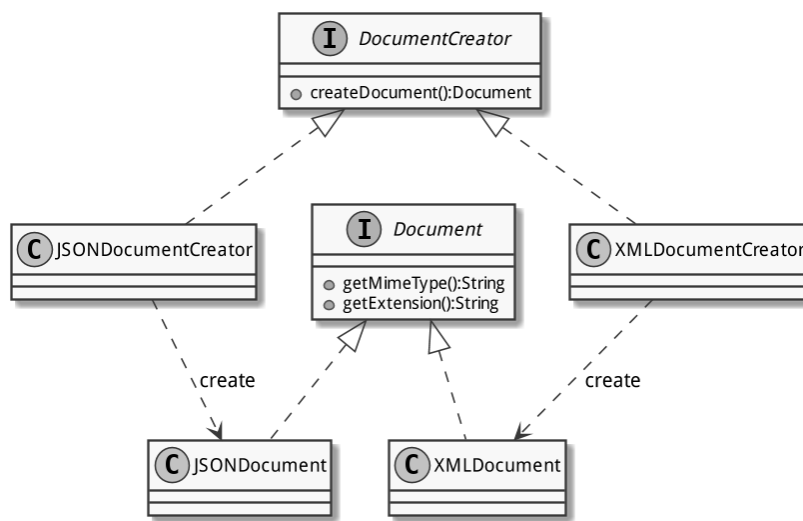 I DocumentCreator
createDocument():Document
C JSONDocumentCreator
I Document
getMimeType():String
getExtension():String
C XMLDocumentCreator
create
create
C JSONDocument
C XMLDocument